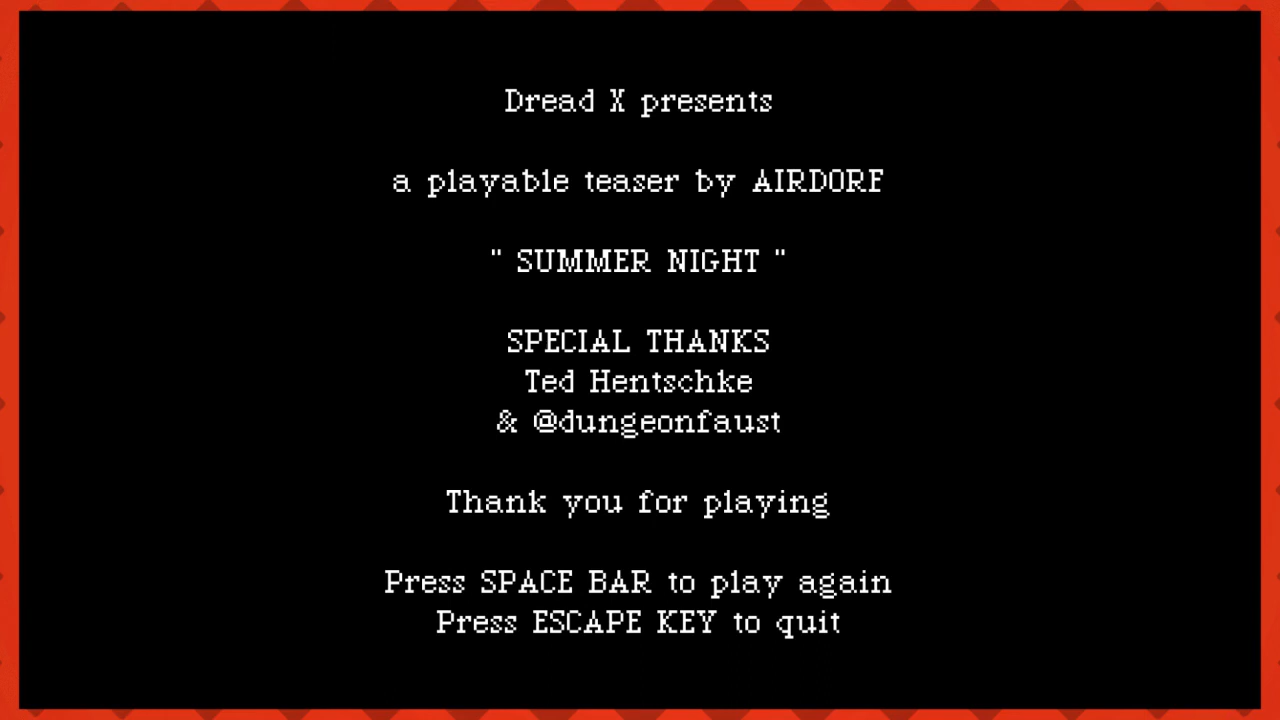 Dread X presents
a playable teaser by AIRDORF
" SUMMER NIGHT "
SPECIAL THANKS
Ted Hentschke
& @dungeonfaust
Thank you for playing
Press SPACE BAR to play again
Press ESCAPE KEY to quit